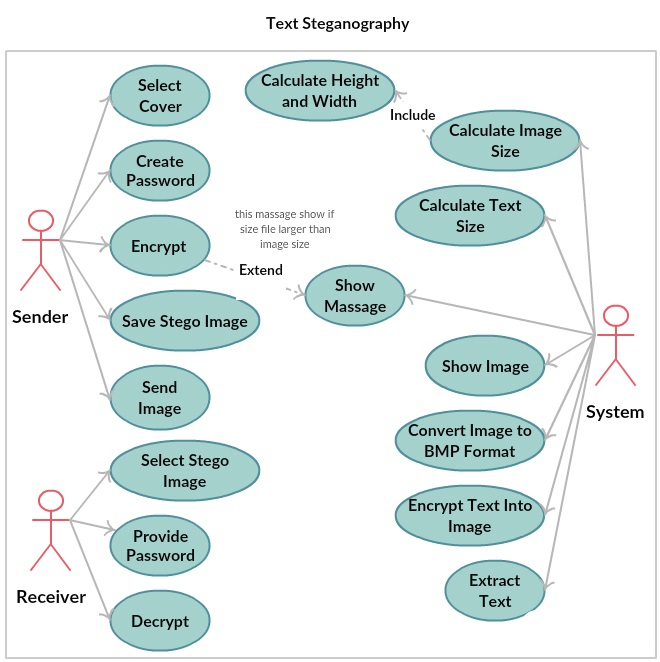 Text Steganography
Select
Cover
Calculate Height
and Width
Include
Calculate Image
Size
Create
Password
Calculate Text
Size
this massage show if
size file larger than
image size
Encrypt
Extend
Show
Massage
Sender
Save Stego Image
Show Image
System
Send
Image
Convert Image to
BMP Format
Select Stego
Image
Encrypt Text Into
Image
Provide
Password
Receiver
Extract
Text
Decrypt